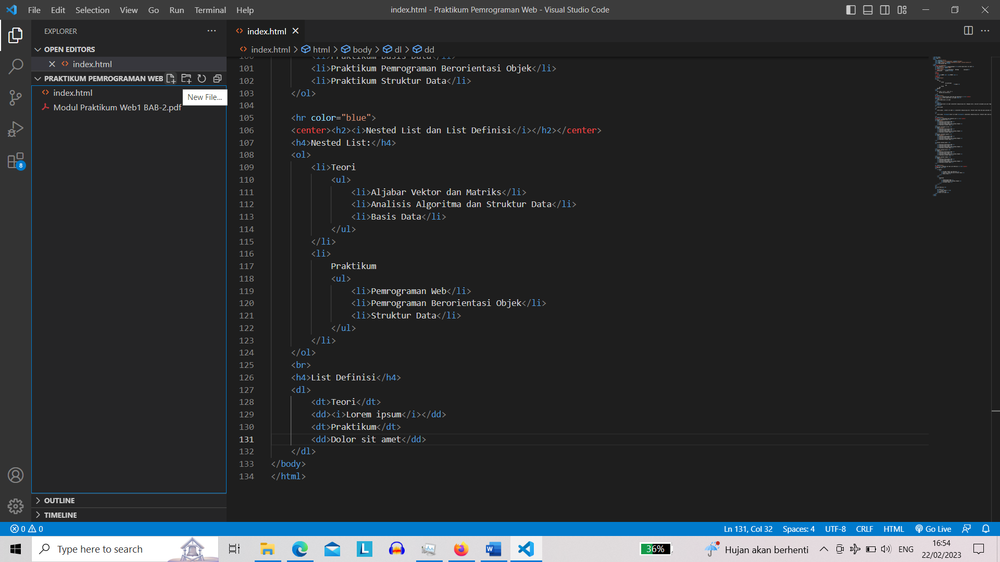 File Edit Selection View Go Run Terminal Help
index.html - Praktikum Pemrograman Web - Visual Studio Code
EXPLORER
index.html
OPEN EDITORS
index.html > html > body > dl > dd
index.html
PRAKTIKUM PEMROGRAMAN WEB
index.html
New File...
Modul Praktikum Web1 BAB-2.pdf
8
100 <li>Praktikum Basis Data</li>
101 <li>Praktikum Pemrograman Berorientasi Objek</li>
102 <li>Praktikum Struktur Data</li>
103 </ol>
104
105 <hr color="blue">
106 <center><h2><i>Nested List dan List Definisi</i></h2></center>
107 <h4>Nested List:</h4>
108 <ol>
109 <li>Teori
110 <ul>
111 <li>Aljabar Vektor dan Matriks</li>
112 <li>Analisis Algoritma dan Struktur Data</li>
113 <li>Basis Data</li>
114 </ul>
115 </li>
116 <li>
117 Praktikum
118 <ul>
119 <li>Pemrograman Web</li>
120 <li>Pemrograman Berorientasi Objek</li>
121 <li>Struktur Data</li>
122 </ul>
123 </li>
124 </ol>
125 <br>
126 <h4>List Definisi</h4>
127 <dl>
128 <dt>Teori</dt>
129 <dd><i>Lorem ipsum</i></dd>
130 <dt>Praktikum</dt>
131 <dd>Dolor sit amet</dd>
132 </dl>
133 </body>
134 </html>
OUTLINE
TIMELINE
0 0
Ln 131, Col 32 Spaces: 4 UTF-8 CRLF HTML Go Live
Type here to search
L
W
36%
Hujan akan berhenti
ENG
16:54
22/02/2023